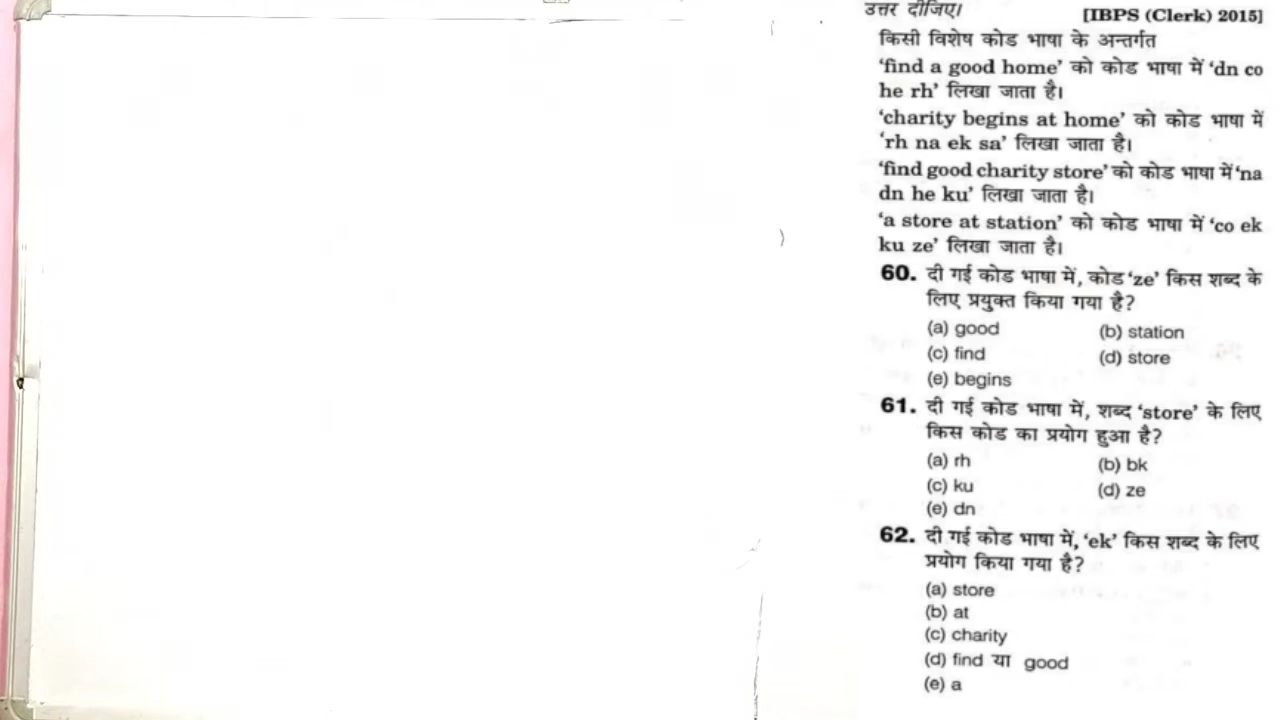 उत्तर दीजिए।
[IBPS (Clerk) 2015]
किसी विशेष कोड भाषा के अन्तर्गत
‘find a good home’ को कोड भाषा में ‘dn co
he rh’ लिखा जाता है।
‘charity begins at home’ को कोड भाषा में
‘rh na ek sa’ लिखा जाता है।
‘find good charity store’ को कोड भाषा में ‘na
dn he ku’ लिखा जाता है।
‘a store at station’ को कोड भाषा में ‘co ek
ku ze’ लिखा जाता है।
60. दी गई कोड भाषा में, कोड ‘ze’ किस शब्द के
लिए प्रयुक्त किया गया है?
(a) good (b) station
(c) find (d) store
(e) begins
61. दी गई कोड भाषा में, शब्द ‘store’ के लिए
किस कोड का प्रयोग हुआ है?
(a) rh (b) bk
(c) ku (d) ze
(e) dn
62. दी गई कोड भाषा में, ‘ek’ किस शब्द के लिए
प्रयोग किया गया है?
(a) store
(b) at
(c) charity
(d) find या good
(e) a